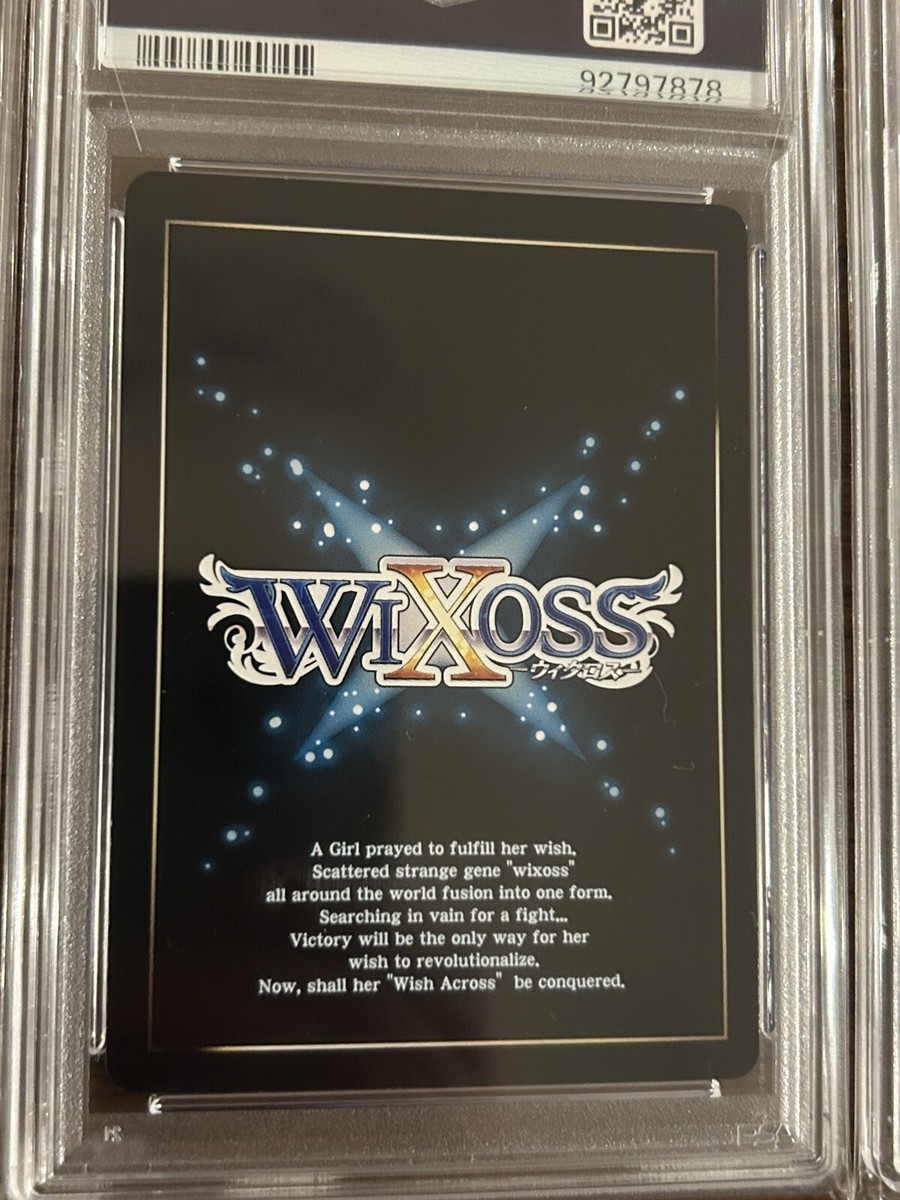 92797878
WIXOSS
ウィクロス
A Girl prayed to fulfill her wish.
Scattered strange gene "wixoss"
all around the world fusion into one form.
Searching in vain for a fight...
Victory will be the only way for her
wish to revolutionalize.
Now, shall her "Wish Across" be conquered.